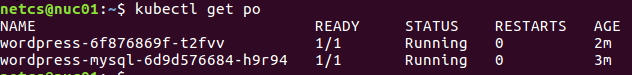 netcs@nuc01:~$ kubectl get po
NAME READY STATUS RESTARTS AGE
wordpress-6f876869f-t2fvv 1/1 Running 0 2m
wordpress-mysql-6d9d576684-h9r94 1/1 Running 0 3m
netcs@nuc01:~$